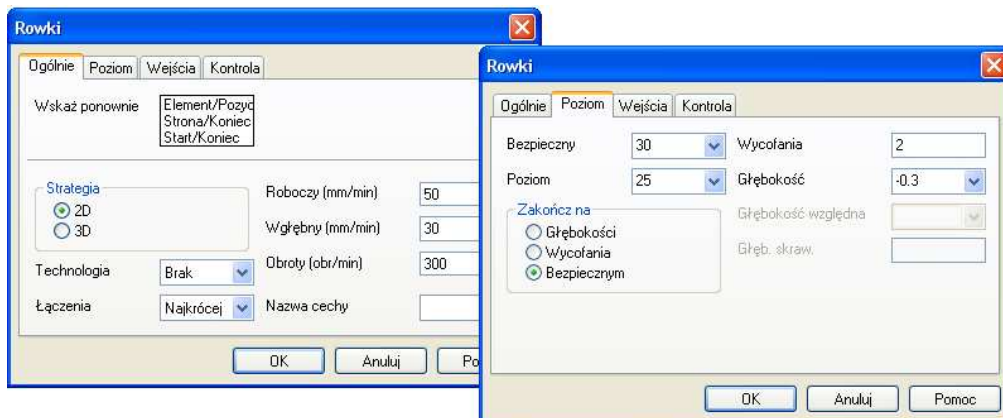 Rowki
Ogólnie Poziom Wejścia Kontrola
Wskaż ponownie
Element/Pozyc
Strona/Koniec
Start/Koniec
Strategia
2D
3D
Roboczy (mm/min) 50
Wgłębny (mm/min) 30
Obroty (obr/min) 300
Technologia Brak
Łączenia Najkrócej
Nazwa cechy
OK Anuluj Po
Rowki
Ogólnie Poziom Wejścia Kontrola
Bezpieczny 30 Wycofania 2
Poziom 25 Głębokość -0.3
Zakończ na
Głębokości
Wycofania
Bezpiecznym
Głębokość względna
Głęb. skraw.
OK Anuluj Pomoc